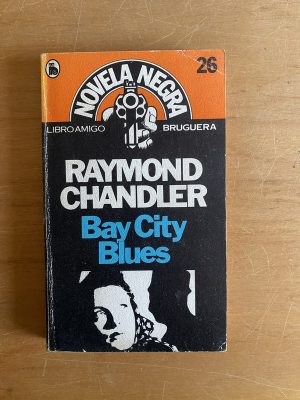 26
NOVELA NEGRA
LIBRO AMIGO
BRUGUERA
RAYMOND
CHANDLER
Bay City
Blues